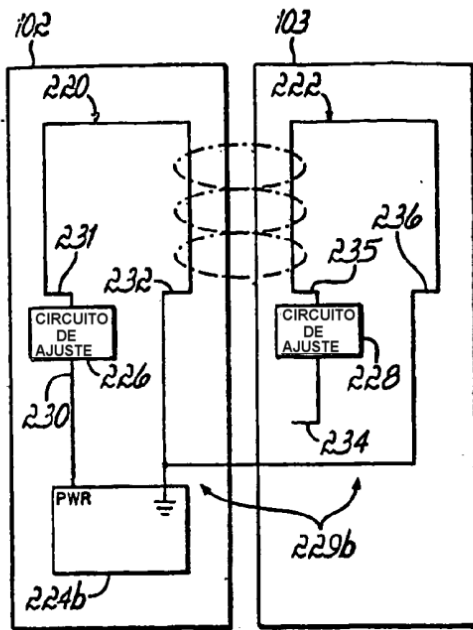 102
103
220
222
231
232
235
236
CIRCUITO
DE
AJUSTE
226
CIRCUITO
DE
AJUSTE
228
230
234
PWR
229b
224b